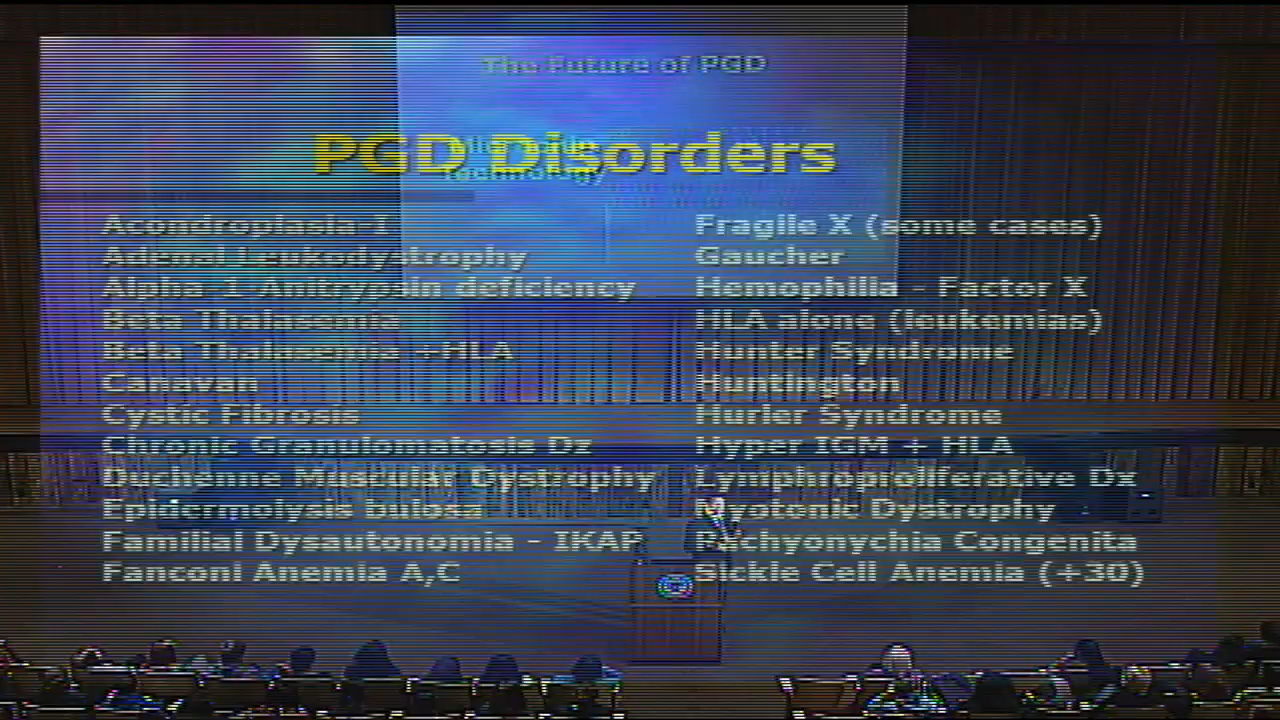 The Future of PGD
PGD Disorders
Technology
Acondroplasia-I
Adenal Leukodystrophy
Alpha-1-Anitrypsin deficiency
Beta Thalasemia
Beta Thalasemia +HLA
Canavan
Cystic Fibrosis
Chronic Granulomatosis Dz
Duchenne Muscular Dystrophy
Epidermolysis bulosa
Familial Dysautonomia - IKAP
Fanconi Anemia A,C
Fragile X (some cases)
Gaucher
Hemophilia - Factor X
HLA alone (leukemias)
Hunter Syndrome
Huntington
Hurler Syndrome
Hyper IGM + HLA
Lymphroproliferative Dx
Myotonic Dystrophy
Pachyonychia Congenita
Sickle Cell Anemia (+30)